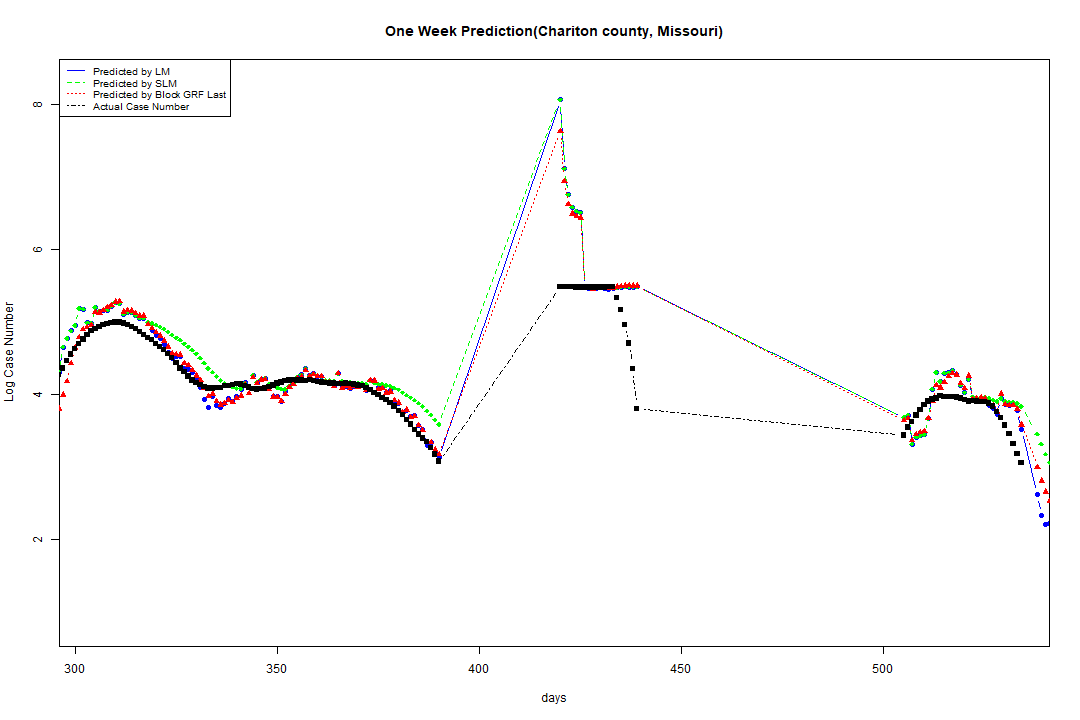 One Week Prediction(Chariton county, Missouri)
Predicted by LM
Predicted by SLM
Predicted by Block GRF Last
Actual Case Number
8
6
4
2
Log Case Number
300 350 400 450 500
days